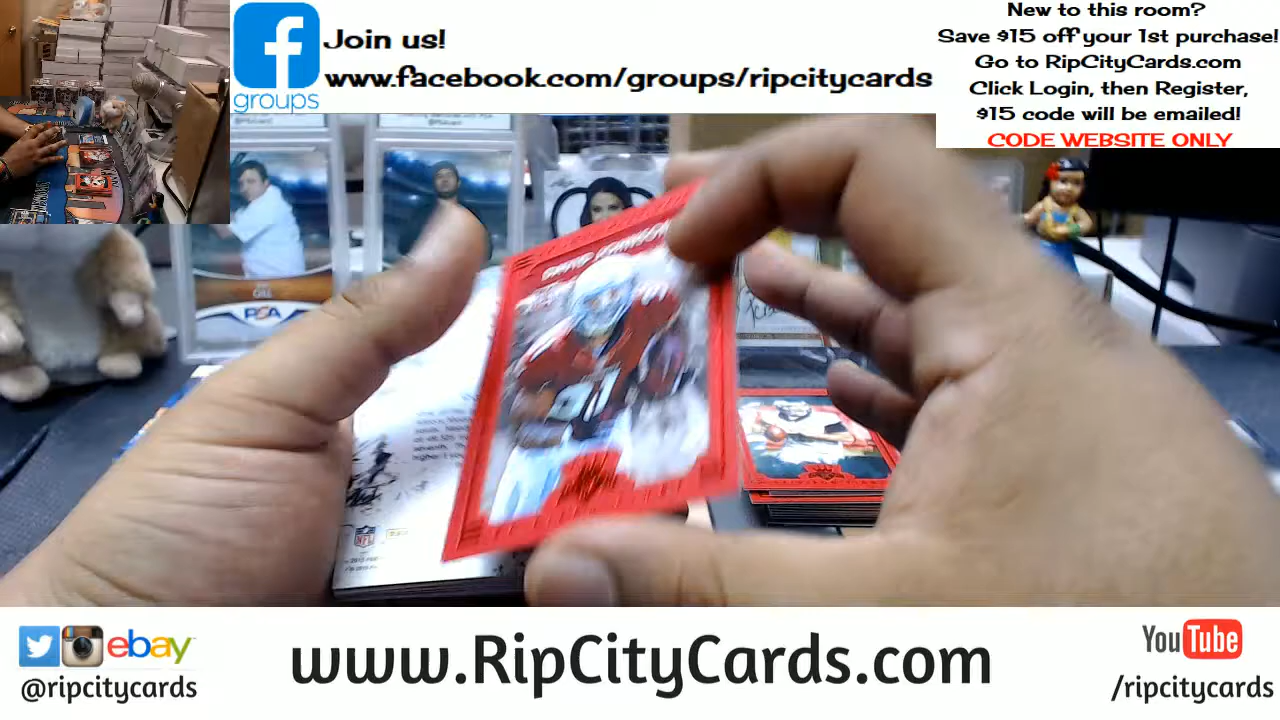 Join us!
www.facebook.com/groups/ripcitycards
groups
New to this room?
Save $15 off your 1st purchase!
Go to RipCityCards.com
Click Login, then Register,
$15 code will be emailed!
CODE WEBSITE ONLY
PSA
NFL
ebay
@ripcitycards
www.RipCityCards.com
YouTube
/ripcitycards